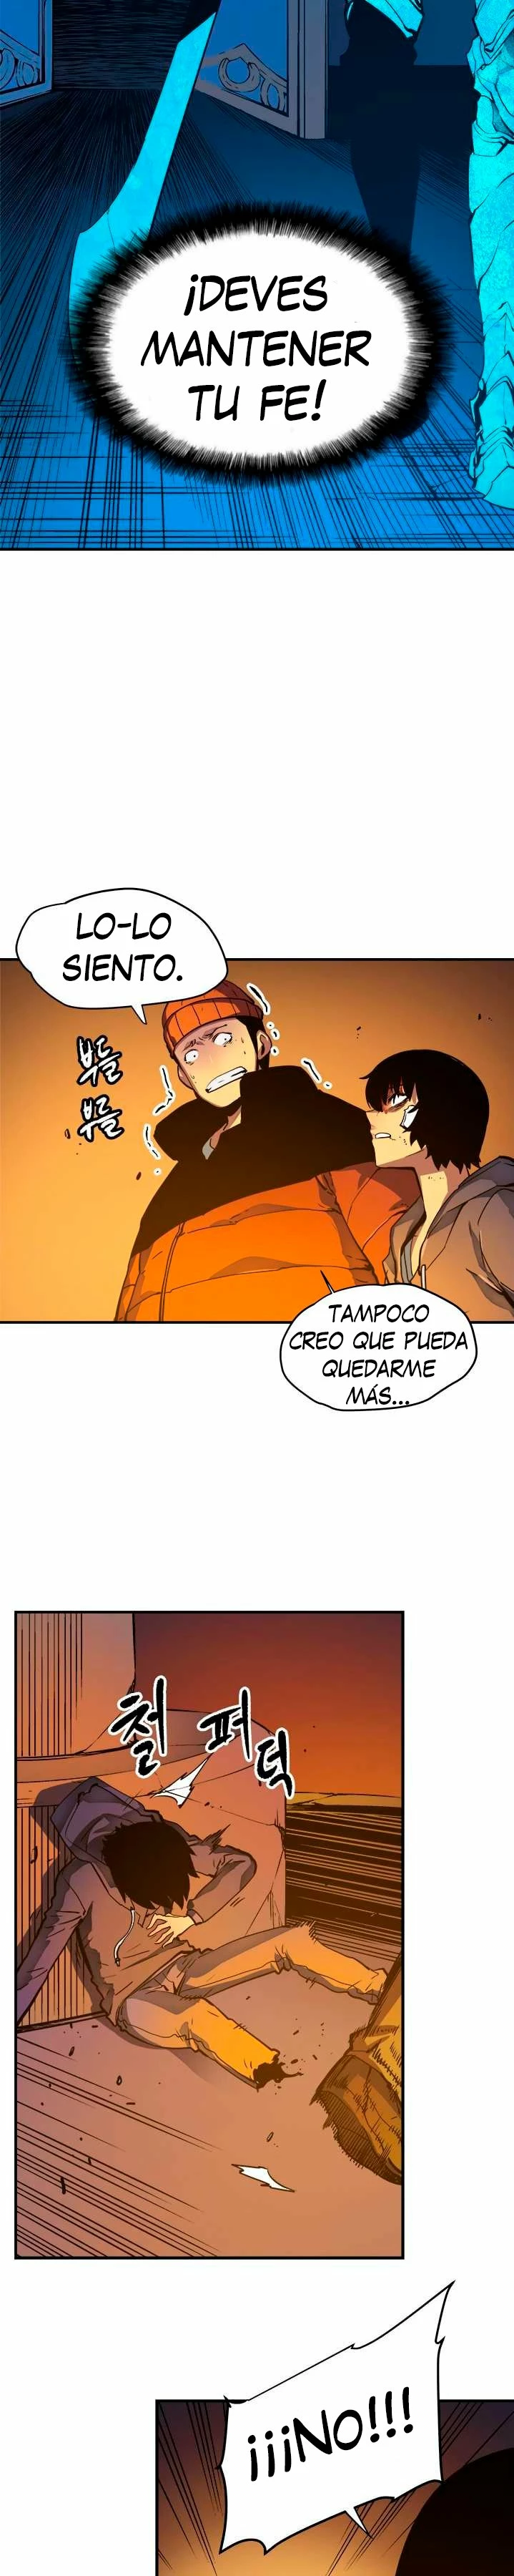 ¡DEVES
MANTENER
TU FE!
LO-LO
SIENTO.
부들
부들
TAMPOCO
CREO QUE PUEDA
QUEDARME
MÁS...
철퍼덕
¡¡¡NO!!!